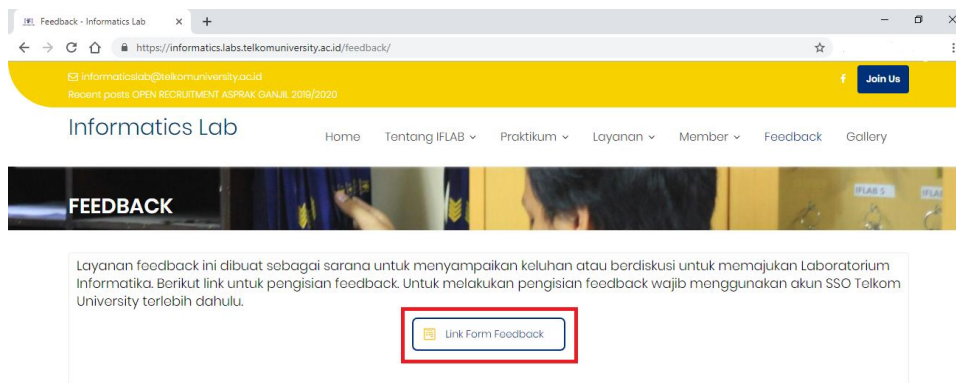 Feedback - Informatics Lab
https://informatics.labs.telkomuniversity.ac.id/feedback/
informaticslab@telkomuniversity.ac.id
Recent posts OPEN RECRUITMENT ASPRAK GANJIL 2019/2020
Join Us
Informatics Lab
Home Tentang IFLAB Praktikum Layanan Member Feedback Gallery
FEEDBACK
IFLAB 5
Layanan feedback ini dibuat sebagai sarana untuk menyampaikan keluhan atau berdiskusi untuk memajukan Laboratorium
Informatika. Berikut link untuk pengisian feedback. Untuk melakukan pengisian feedback wajib menggunakan akun SSO Telkom
University terlebih dahulu.
Link Form Feedback